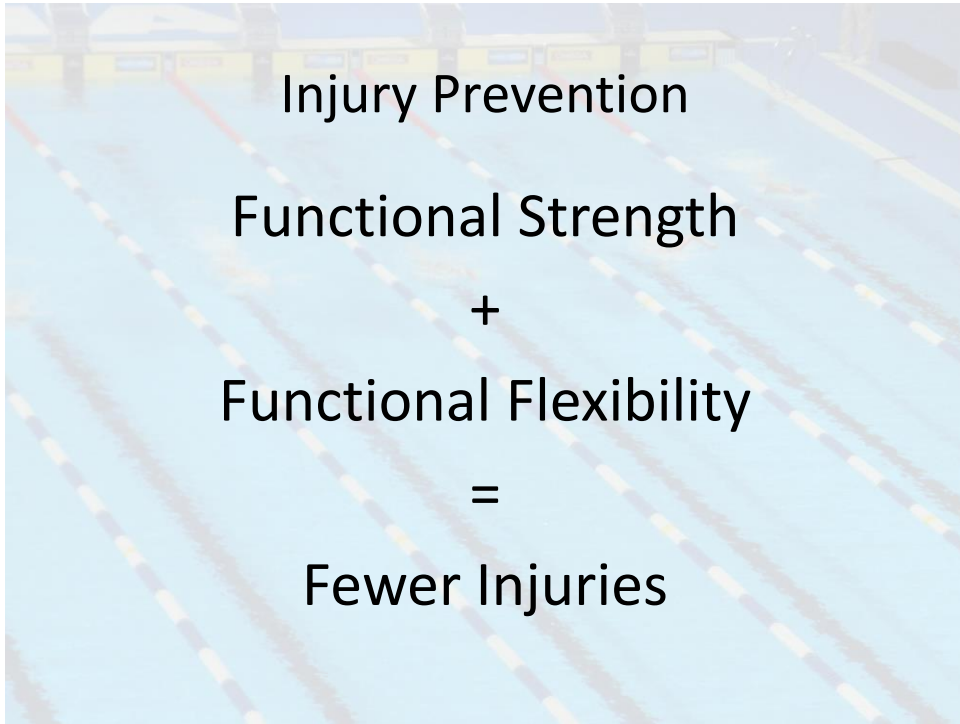 Injury Prevention
Functional Strength
+
Functional Flexibility
=
Fewer Injuries